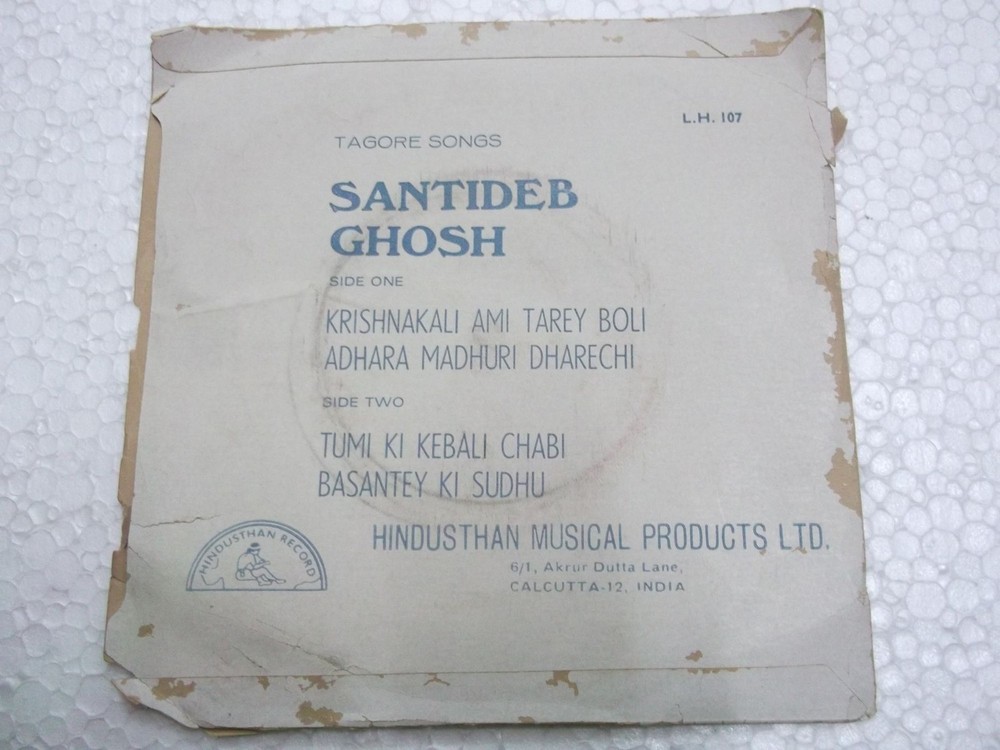 L.H. 107
TAGORE SONGS
SANTIDEB
GHOSH
SIDE ONE
KRISHNAKALI AMI TAREY BOLI
ADHARA MADHURI DHARECHI
SIDE TWO
TUMI KI KEBALI CHABI
BASANTEY KI SUDHU
HINDUSTHAN RECORD
HINDUSTHAN MUSICAL PRODUCTS LTD.
6/1, Akrur Dutta Lane,
CALCUTTA-12, INDIA